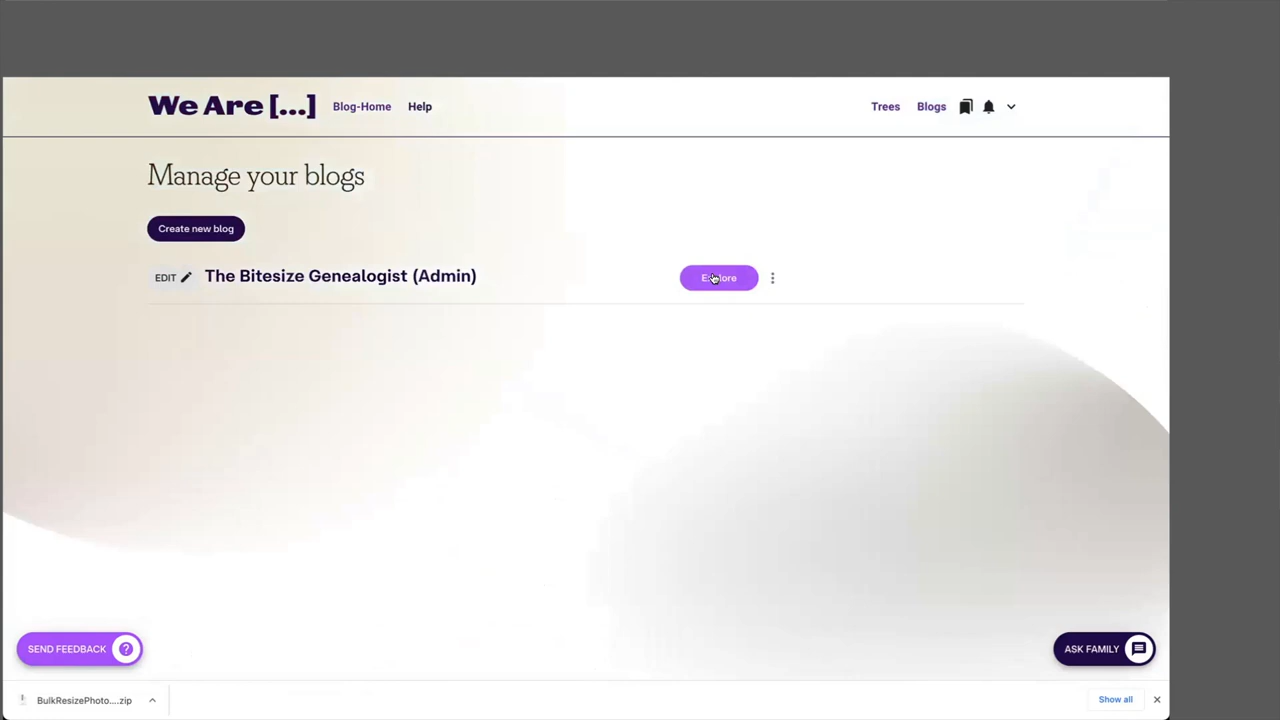 We Are [...] Blog-Home Help Trees Blogs
Manage your blogs
Create new blog
EDIT The Bitesize Genealogist (Admin) Explore
SEND FEEDBACK ? ASK FAMILY
BulkResizePhoto....zip Show all